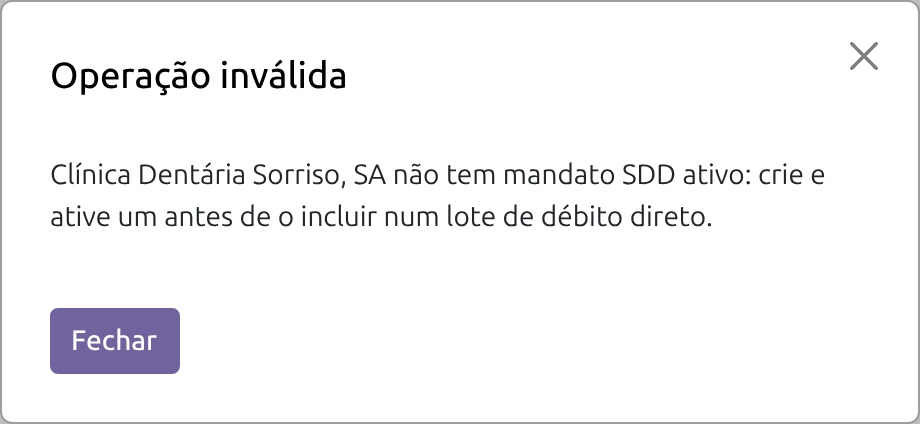 Operação inválida
Clínica Dentária Sorriso, SA não tem mandato SDD ativo: crie e
ative um antes de o incluir num lote de débito direto.
Fechar